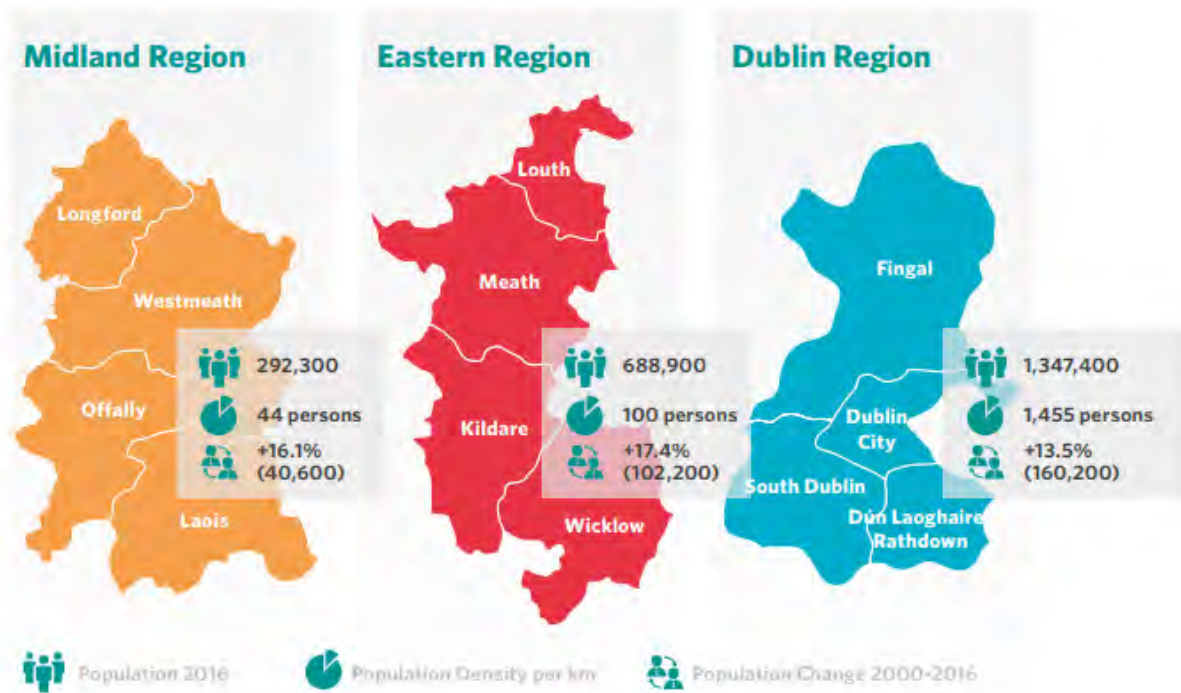 Midland Region
Longford
Westmeath
Offally
Laois
292,300
44 persons
+16.1%
(40,600)
Eastern Region
Louth
Meath
Kildare
Wicklow
688,900
100 persons
+17.4%
(102,200)
Dublin Region
Fingal
Dublin
City
South Dublin
Dún Laoghaire
Rathdown
1,347,400
1,455 persons
+13.5%
(160,200)
Population 2016
Population Density per km
Population Change 2000-2016